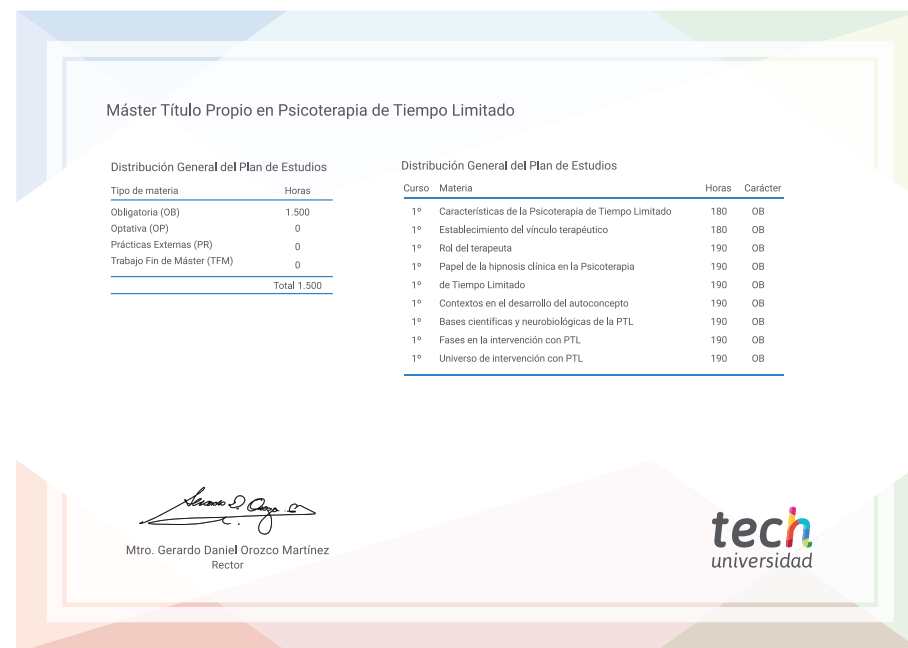 Máster Título Propio en Psicoterapia de Tiempo Limitado
Distribución General del Plan de Estudios
Tipo de materia Horas
Obligatoria (OB) 1.500
Optativa (OP) 0
Prácticas Externas (PR) 0
Trabajo Fin de Máster (TFM) 0
Total 1.500
Distribución General del Plan de Estudios
Curso Materia Horas Carácter
1º Características de la Psicoterapia de Tiempo Limitado 180 OB
1º Establecimiento del vínculo terapéutico 180 OB
1º Rol del terapeuta 190 OB
1º Papel de la hipnosis clínica en la Psicoterapia 190 OB
1º de Tiempo Limitado 190 OB
1º Contextos en el desarrollo del autoconcepto 190 OB
1º Bases científicas y neurobiológicas de la PTL 190 OB
1º Fases en la intervención con PTL 190 OB
1º Universo de intervención con PTL 190 OB
Mtro. Gerardo Daniel Orozco Martínez
Rector
tech
universidad